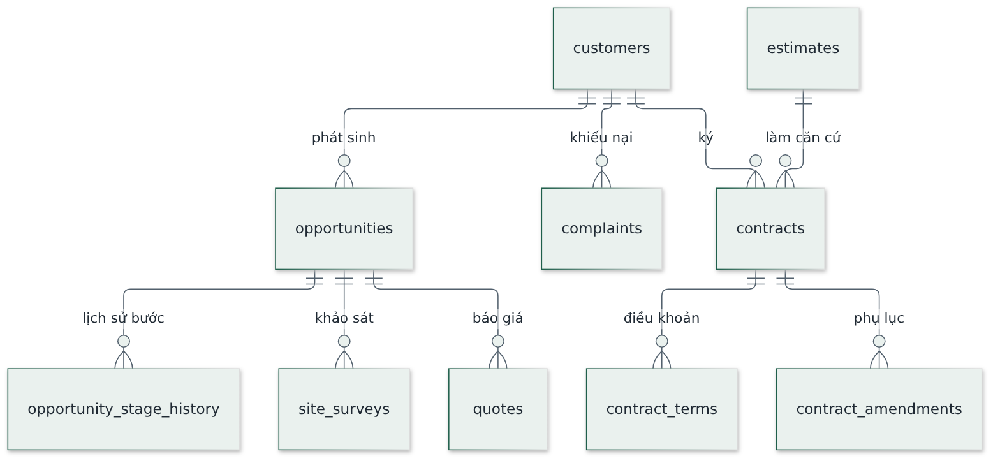 customers
estimates
phát sinh
khiếu nại
ký
làm căn cứ
opportunities
complaints
contracts
lịch sử bước
khảo sát
báo giá
điều khoản
phụ lục
opportunity_stage_history
site_surveys
quotes
contract_terms
contract_amendments